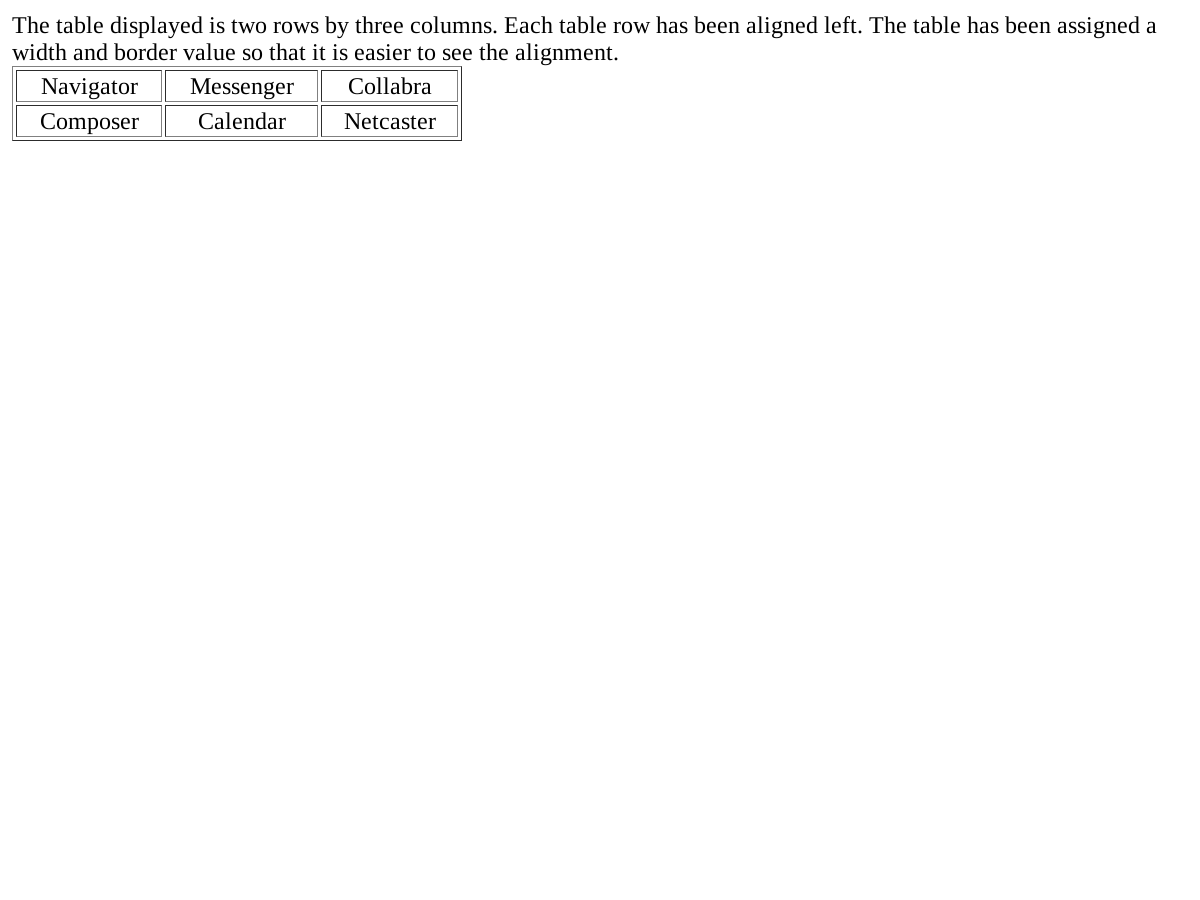 The table displayed is two rows by three columns. Each table row has been aligned left. The table has been assigned a
width and border value so that it is easier to see the alignment.
Navigator Messenger Collabra
Composer Calendar Netcaster